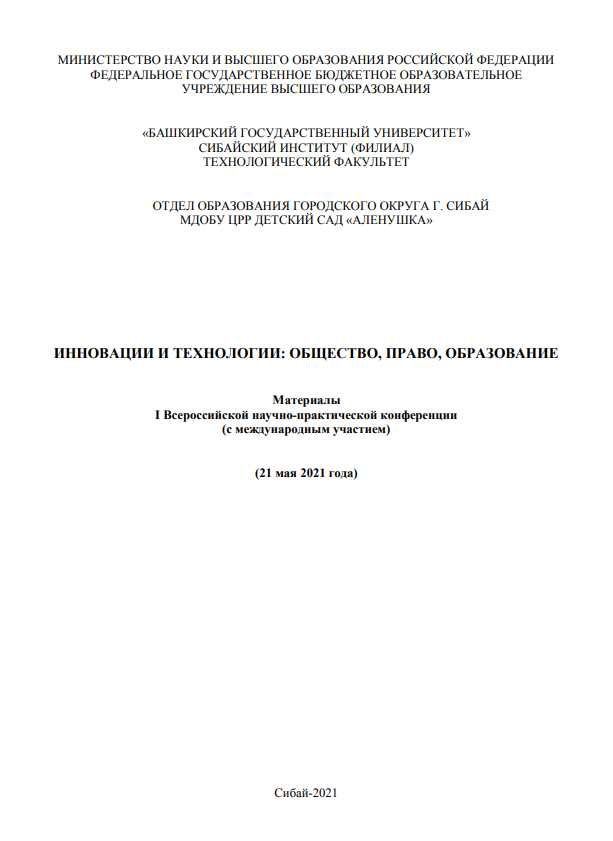 МИНИСТЕРСТВО НАУКИ И ВЫСШЕГО ОБРАЗОВАНИЯ РОССИЙСКОЙ ФЕДЕРАЦИИ
ФЕДЕРАЛЬНОЕ ГОСУДАРСТВЕННОЕ БЮДЖЕТНОЕ ОБРАЗОВАТЕЛЬНОЕ
УЧРЕЖДЕНИЕ ВЫСШЕГО ОБРАЗОВАНИЯ
«БАШКИРСКИЙ ГОСУДАРСТВЕННЫЙ УНИВЕРСИТЕТ»
СИБАЙСКИЙ ИНСТИТУТ (ФИЛИАЛ)
ТЕХНОЛОГИЧЕСКИЙ ФАКУЛЬТЕТ
ОТДЕЛ ОБРАЗОВАНИЯ ГОРОДСКОГО ОКРУГА Г. СИБАЙ
МДОБУ ЦРР ДЕТСКИЙ САД «АЛЕНУШКА»
ИННОВАЦИИ И ТЕХНОЛОГИИ: ОБЩЕСТВО, ПРАВО, ОБРАЗОВАНИЕ
Материалы
I Всероссийской научно-практической конференции
(с международным участием)
(21 мая 2021 года)
Сибай-2021